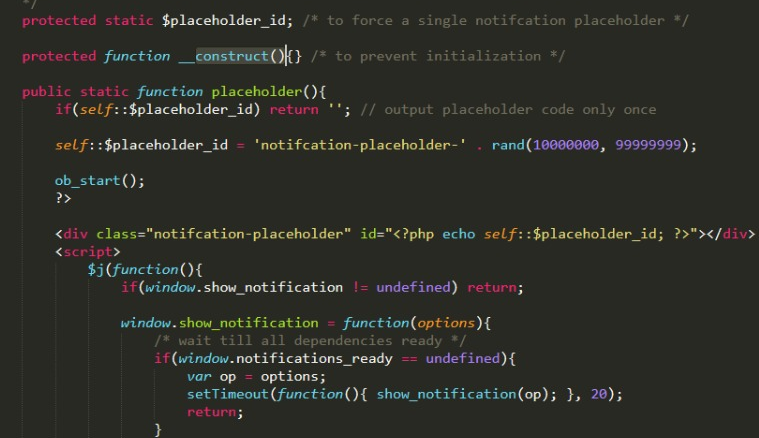 */
protected static $placeholder_id; /* to force a single notifcation placeholder */
protected function __construct(){} /* to prevent initialization */
public static function placeholder(){
if(self::$placeholder_id) return ''; // output placeholder code only once
self::$placeholder_id = 'notifcation-placeholder-' . rand(10000000, 99999999);
ob_start();
?>
<div class="notifcation-placeholder" id="<?php echo self::$placeholder_id; ?>"></div>
<script>
$j(function(){
if(window.show_notification != undefined) return;
window.show_notification = function(options){
/* wait till all dependencies ready */
if(window.notifications_ready == undefined){
var op = options;
setTimeout(function(){ show_notification(op); }, 20);
return;
}